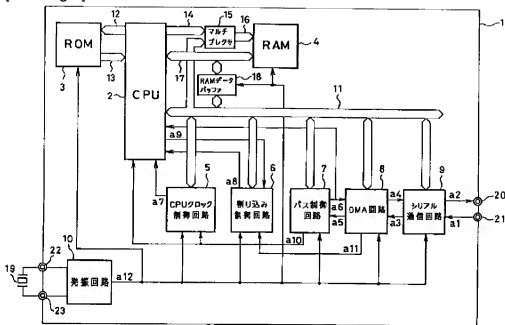 1
12
14
15
16
ROM
マルチ
プレクサ
RAM
3
13
4
17
2
CPU
RAMデータ
バッファ
18
11
a9
5
6
7
8
9
a7
CPUクロック
制御回路
a8
割り込み
制御回路
バス制御
回路
a6
a5
DMA回路
a4
a3
シリアル
通信回路
a2
20
a1
21
a10
a11
22
10
19
発振回路
a12
23